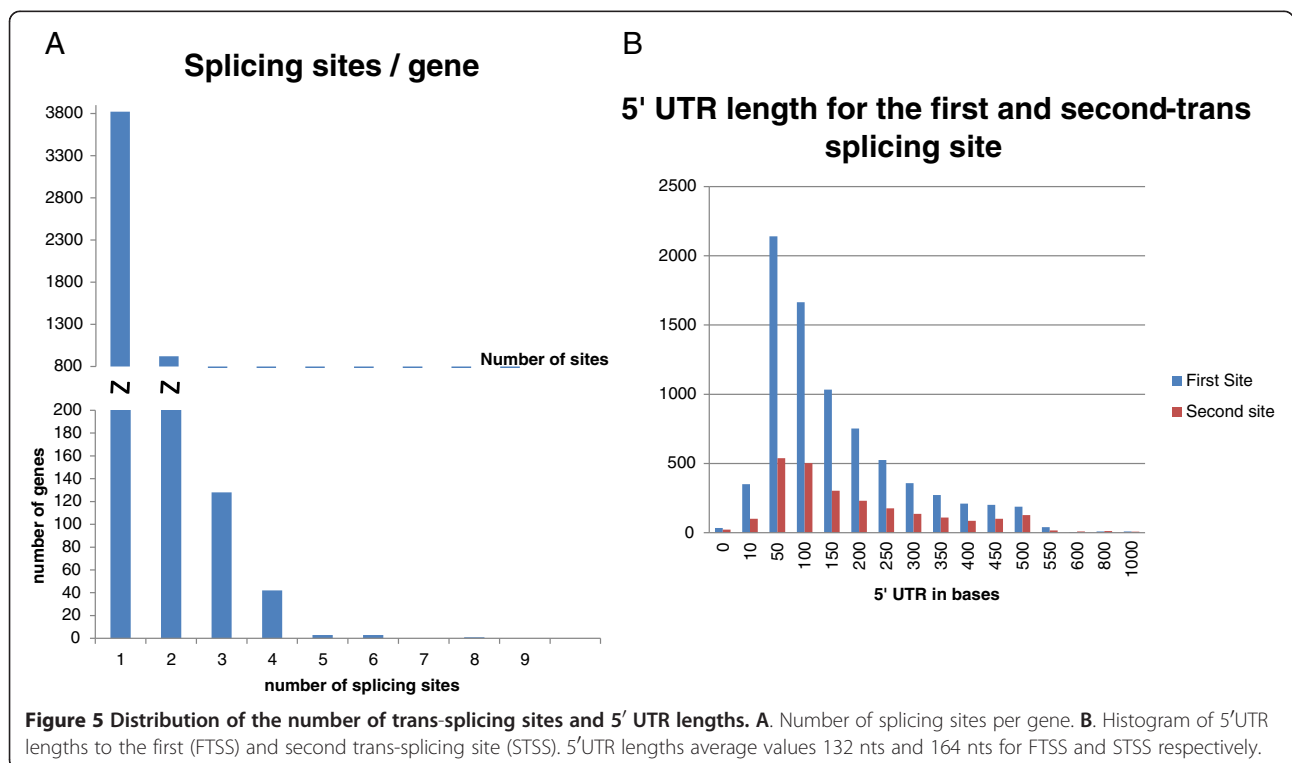 A
Splicing sites / gene
3800
3300
2800
2300
1800
1300
800
Number of sites
Z Z
200
180
160
140
120
100
80
60
40
20
0
number of genes
1 2 3 4 5 6 7 8 9
number of splicing sites
B
5' UTR length for the first and second-trans
splicing site
2500
2000
1500
1000
500
0
First Site
Second site
0 10 50 100 150 200 250 300 350 400 450 500 550 600 800 1000
5' UTR in bases
Figure 5 Distribution of the number of trans-splicing sites and 5′ UTR lengths. A. Number of splicing sites per gene. B. Histogram of 5′UTR
lengths to the first (FTSS) and second trans-splicing site (STSS). 5′UTR lengths average values 132 nts and 164 nts for FTSS and STSS respectively.